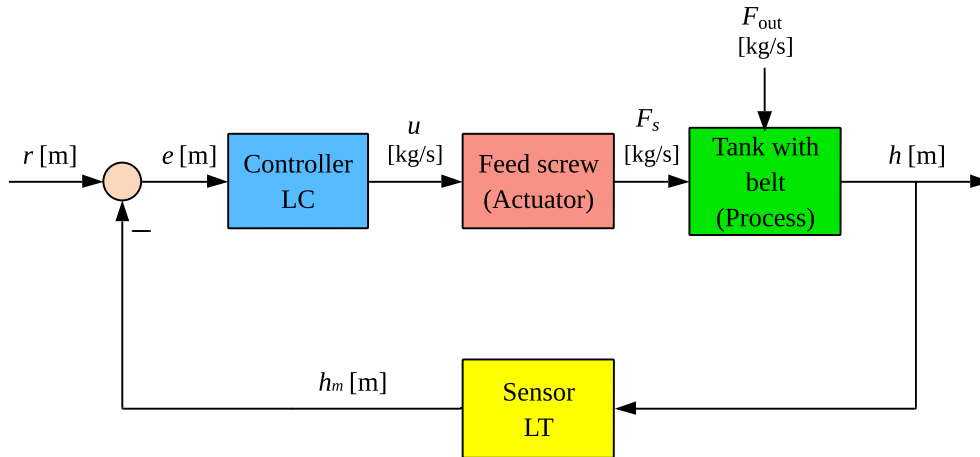 F_out
[kg/s]
r [m]
e [m]
Controller
LC
u
[kg/s]
Feed screw
(Actuator)
F_s
[kg/s]
Tank with
belt
(Process)
h [m]
−
h_m [m]
Sensor
LT